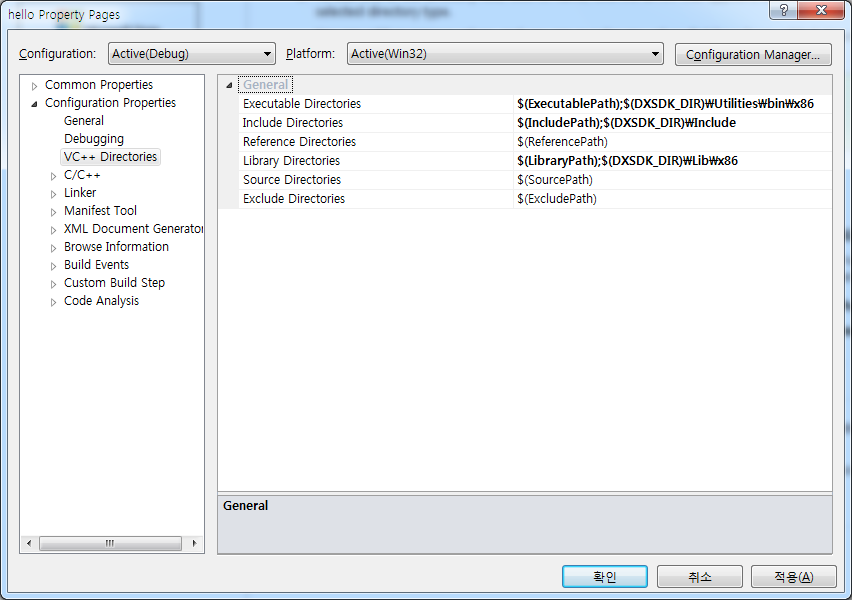 selected directory type.
hello Property Pages
Configuration:
Active(Debug)
Platform:
Active(Win32)
Configuration Manager...
Common Properties
Configuration Properties
General
Debugging
VC++ Directories
C/C++
Linker
Manifest Tool
XML Document Generator
Browse Information
Build Events
Custom Build Step
Code Analysis
General
Executable Directories $(ExecutablePath);$(DXSDK_DIR)₩Utilities₩bin₩x86
Include Directories $(IncludePath);$(DXSDK_DIR)₩Include
Reference Directories $(ReferencePath)
Library Directories $(LibraryPath);$(DXSDK_DIR)₩Lib₩x86
Source Directories $(SourcePath)
Exclude Directories $(ExcludePath)
General
확인
취소
적용(A)